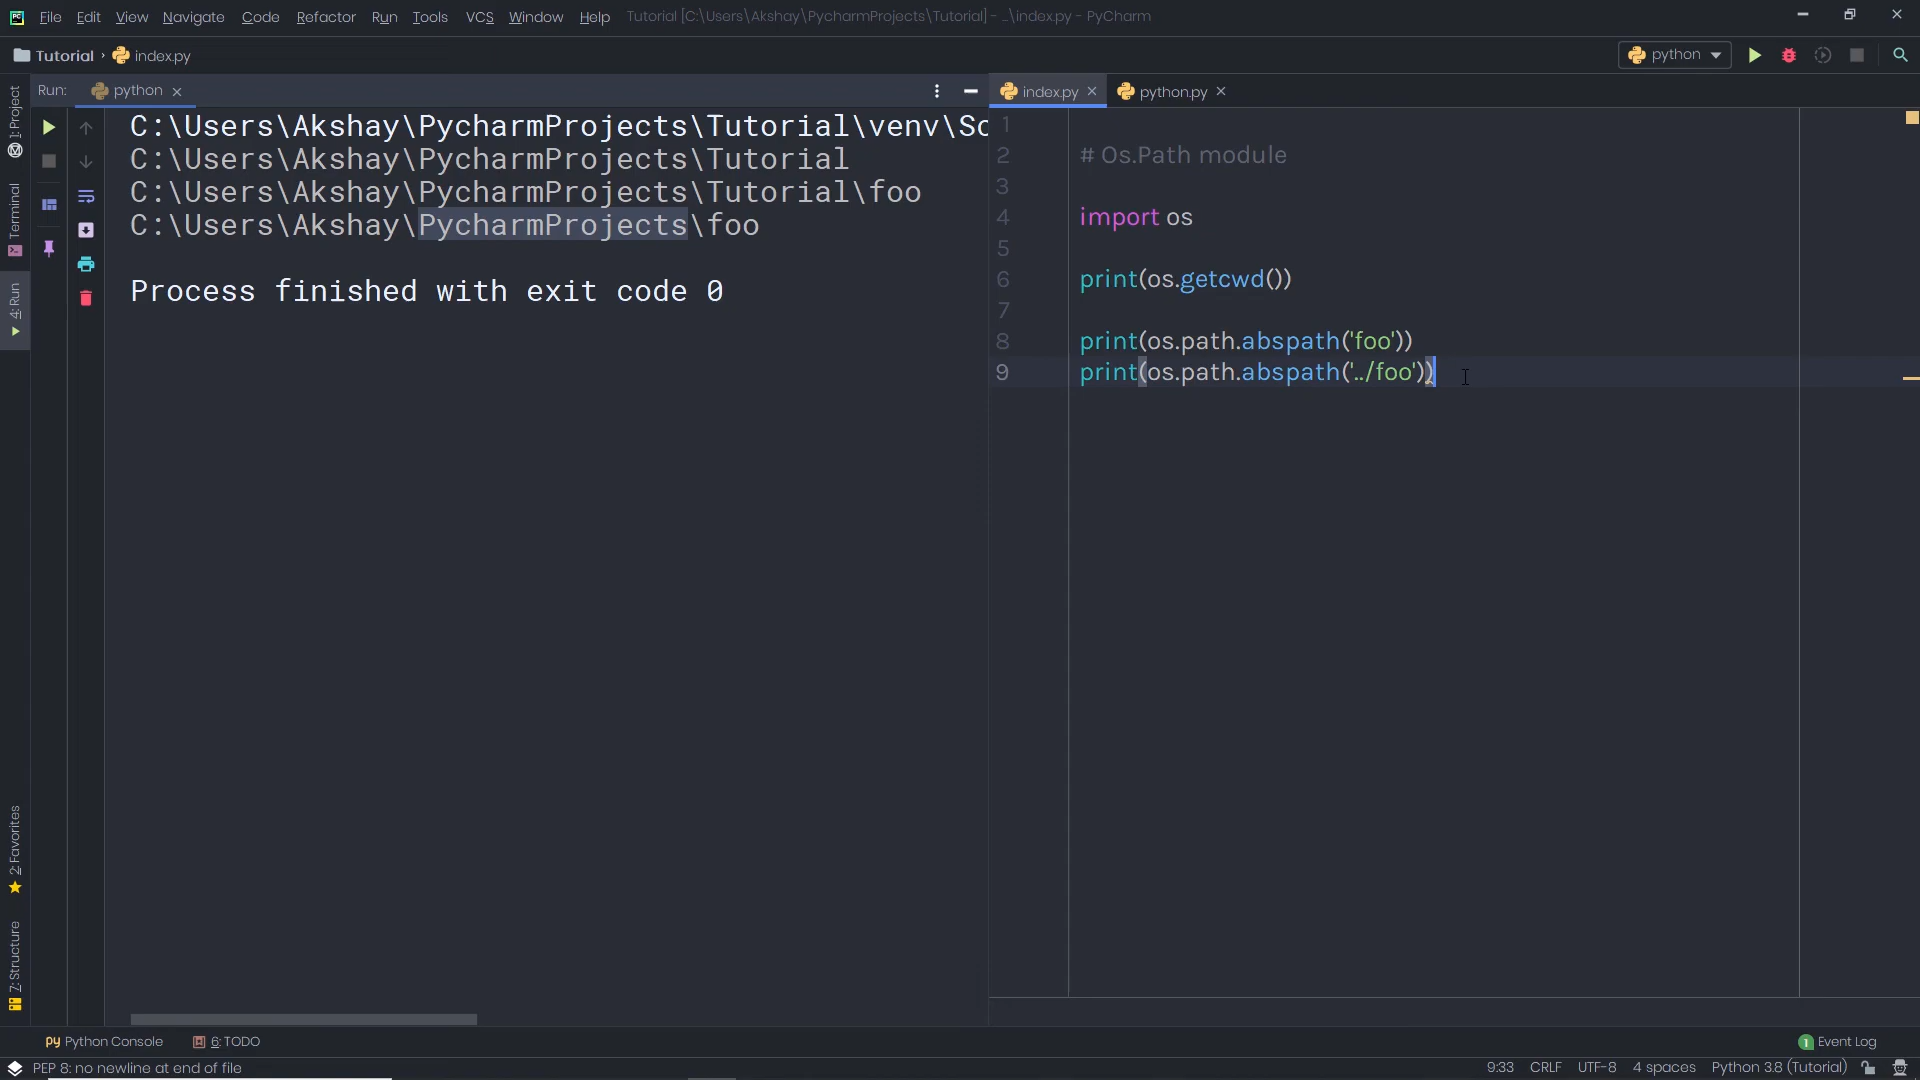 File Edit View Navigate Code Refactor Run Tools VCS Window Help Tutorial [C:\Users\Akshay\PycharmProjects\Tutorial] - ...\index.py - PyCharm
Tutorial › index.py
python
Run: python
index.py
python.py
1: Project
Terminal
4: Run
2: Favorites
7: Structure
C:\Users\Akshay\PycharmProjects\Tutorial\venv\Sc
C:\Users\Akshay\PycharmProjects\Tutorial
C:\Users\Akshay\PycharmProjects\Tutorial\foo
C:\Users\Akshay\PycharmProjects\foo
Process finished with exit code 0
1
2 # Os.Path module
3
4 import os
5
6 print(os.getcwd())
7
8 print(os.path.abspath('foo'))
9 print(os.path.abspath('../foo'))
Python Console
6: TODO
1 Event Log
PEP 8: no newline at end of file
9:33 CRLF UTF-8 4 spaces Python 3.8 (Tutorial)